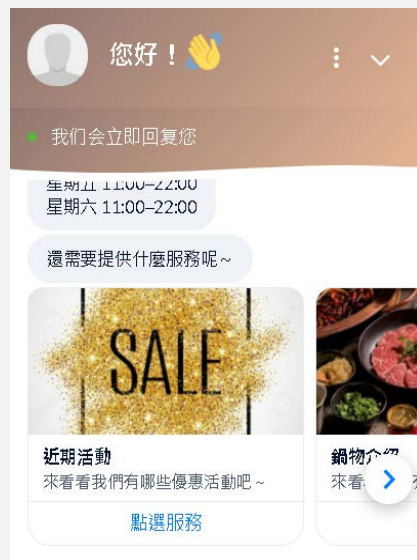 您好！👋
我们会立即回复您
星期五 11:00–22:00
星期六 11:00–22:00
還需要提供什麼服務呢～
SALE
近期活動
來看看我們有哪些優惠活動吧～
點選服務
鍋物介紹
來看